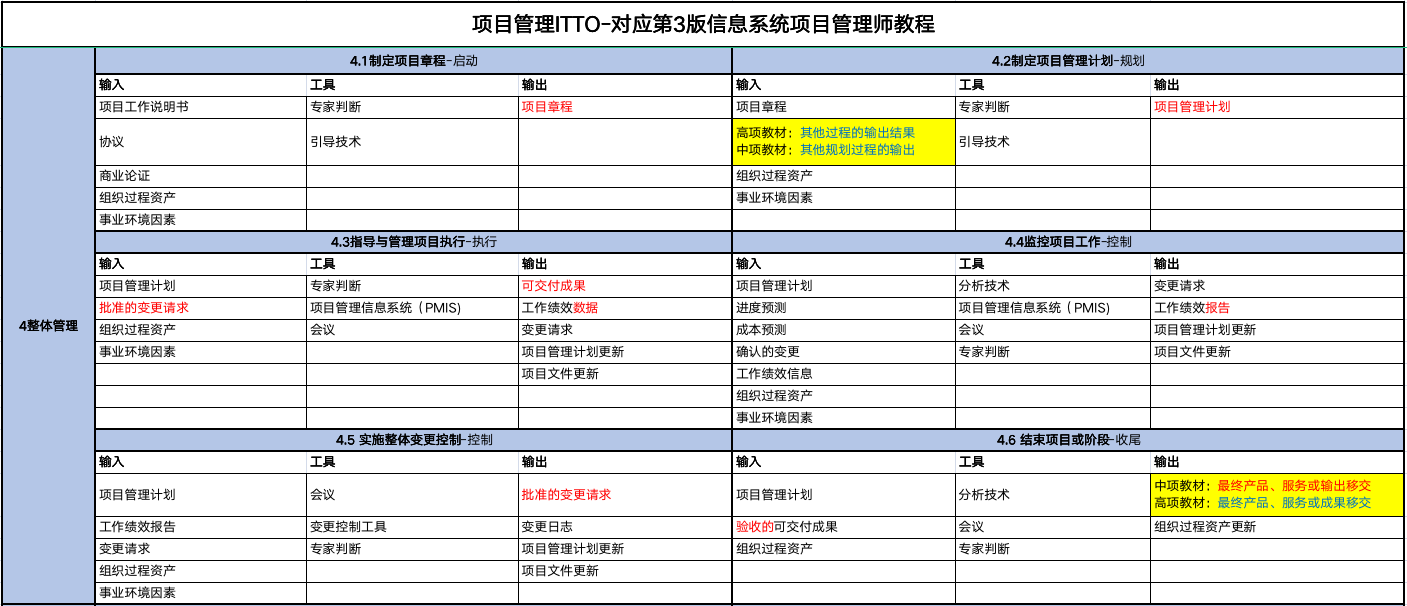 项目管理ITTO-对应第3版信息系统项目管理师教程
4整体管理
4.1制定项目章程-启动
输入 工具 输出
项目工作说明书 专家判断 项目章程
协议 引导技术
商业论证
组织过程资产
事业环境因素
4.2制定项目管理计划-规划
输入 工具 输出
项目章程 专家判断 项目管理计划
高项教材：其他过程的输出结果
中项教材：其他规划过程的输出
引导技术
组织过程资产
事业环境因素
4.3指导与管理项目执行-执行
输入 工具 输出
项目管理计划 专家判断 可交付成果
批准的变更请求 项目管理信息系统（PMIS) 工作绩效数据
组织过程资产 会议 变更请求
事业环境因素 项目管理计划更新
项目文件更新
4.4监控项目工作-控制
输入 工具 输出
项目管理计划 分析技术 变更请求
进度预测 项目管理信息系统（PMIS) 工作绩效报告
成本预测 会议 项目管理计划更新
确认的变更 专家判断 项目文件更新
工作绩效信息
组织过程资产
事业环境因素
4.5 实施整体变更控制-控制
输入 工具 输出
项目管理计划 会议 批准的变更请求
工作绩效报告 变更控制工具 变更日志
变更请求 专家判断 项目管理计划更新
组织过程资产 项目文件更新
事业环境因素
4.6 结束项目或阶段-收尾
输入 工具 输出
项目管理计划 分析技术
中项教材：最终产品、服务或输出移交
高项教材：最终产品、服务或成果移交
验收的可交付成果 会议 组织过程资产更新
组织过程资产 专家判断